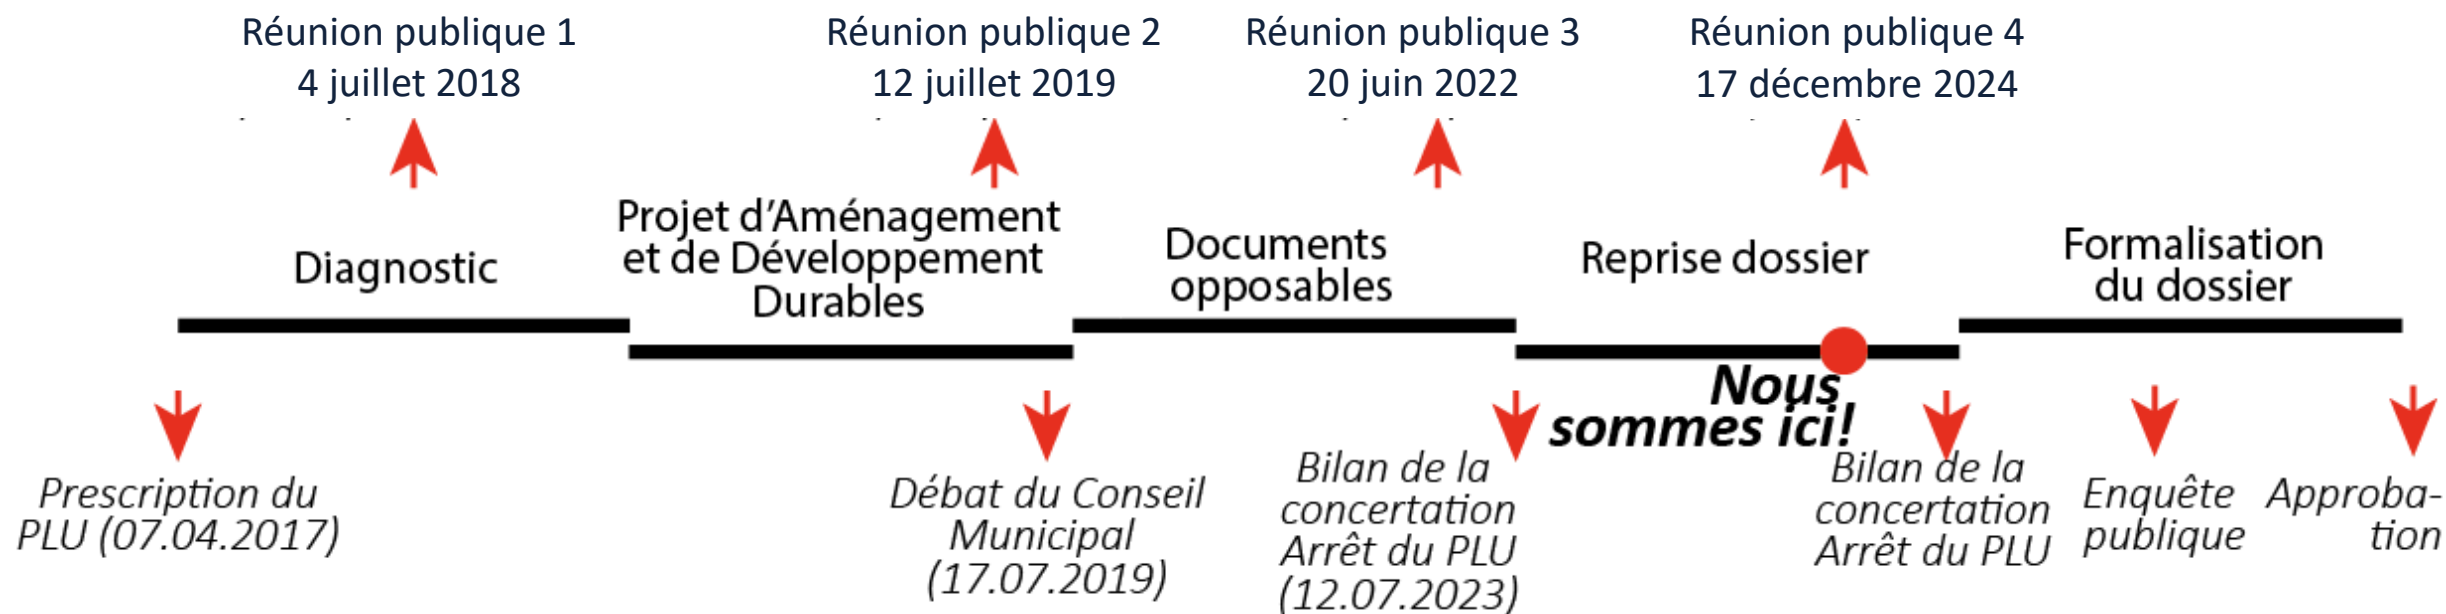 Réunion publique 1
4 juillet 2018
Réunion publique 2
12 juillet 2019
Réunion publique 3
20 juin 2022
Réunion publique 4
17 décembre 2024
Diagnostic
Projet d’Aménagement
et de Développement
Durables
Documents
opposables
Reprise dossier
Formalisation
du dossier
Nous
sommes ici!
Prescription du
PLU (07.04.2017)
Débat du Conseil
Municipal
(17.07.2019)
Bilan de la
concertation
Arrêt du PLU
(12.07.2023)
Bilan de la
concertation
Arrêt du PLU
Enquête
publique
Approba-
tion